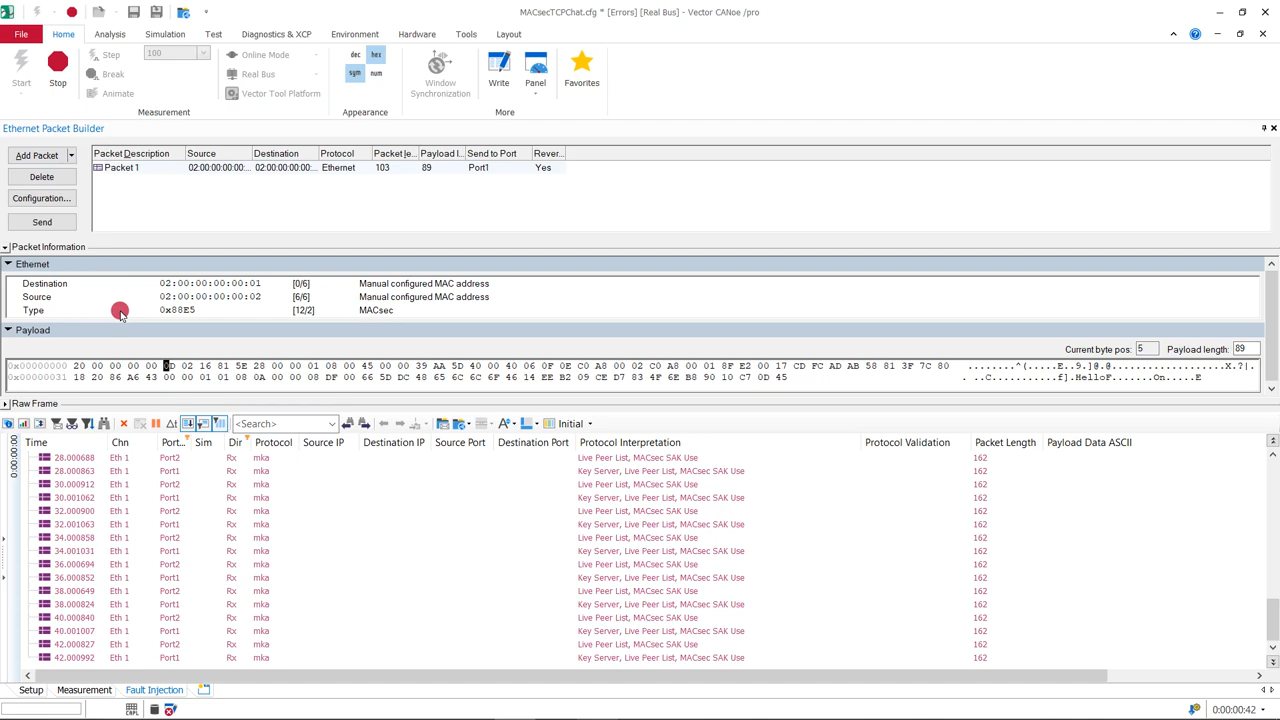 MACsecTCPChat.cfg * [Errors] [Real Bus] - Vector CANoe /pro
File Home Analysis Simulation Test Diagnostics & XCP Environment Hardware Tools Layout
Start
Stop
Step
Break
Animate
100
Online Mode
Real Bus
Vector Tool Platform
dec hex
sym num
Window Synchronization
Write
Panel
Favorites
Measurement Appearance More
Ethernet Packet Builder
Add Packet
Delete
Configuration...
Send
Packet Description Source Destination Protocol Packet le... Payload l... Send to Port Rever...
Packet 1 02:00:00:00:00:... 02:00:00:00:00:... Ethernet 103 89 Port1 Yes
Packet Information
Ethernet
Destination 02:00:00:00:00:01 [0/6] Manual configured MAC address
Source 02:00:00:00:00:02 [6/6] Manual configured MAC address
Type 0x88E5 [12/2] MACsec
Payload
Current byte pos: 5 Payload length: 89
0x00000000 20 00 00 00 00 0D 02 16 81 5E 28 00 00 01 08 00 45 00 00 39 AA 5D 40 00 40 06 0F 0E C0 A8 00 02 C0 A8 00 01 8F E2 00 17 CD FC AD AB 58 81 3F 7C 80 ........^(.....E..9.]@.@...................X.?|.
0x00000031 18 20 86 A6 43 00 00 01 01 08 0A 00 00 08 DF 00 66 5D DC 48 65 6C 6C 6F 46 14 EE B2 09 CE D7 83 4F 6E B8 90 10 C7 0D 45 . ...C...........f].HelloF.......On.....E
Raw Frame
<Search>
Δt
Initial
Time Chn Port... Sim Dir Protocol Source IP Destination IP Source Port Destination Port Protocol Interpretation Protocol Validation Packet Length Payload Data ASCII
0:00:00:00
28.000688 Eth 1 Port2 Rx mka Live Peer List, MACsec SAK Use 162
28.000863 Eth 1 Port1 Rx mka Key Server, Live Peer List, MACsec SAK Use 162
30.000912 Eth 1 Port2 Rx mka Live Peer List, MACsec SAK Use 162
30.001062 Eth 1 Port1 Rx mka Key Server, Live Peer List, MACsec SAK Use 162
32.000900 Eth 1 Port2 Rx mka Live Peer List, MACsec SAK Use 162
32.001063 Eth 1 Port1 Rx mka Key Server, Live Peer List, MACsec SAK Use 162
34.000858 Eth 1 Port2 Rx mka Live Peer List, MACsec SAK Use 162
34.001031 Eth 1 Port1 Rx mka Key Server, Live Peer List, MACsec SAK Use 162
36.000694 Eth 1 Port2 Rx mka Live Peer List, MACsec SAK Use 162
36.000852 Eth 1 Port1 Rx mka Key Server, Live Peer List, MACsec SAK Use 162
38.000649 Eth 1 Port2 Rx mka Live Peer List, MACsec SAK Use 162
38.000824 Eth 1 Port1 Rx mka Key Server, Live Peer List, MACsec SAK Use 162
40.000840 Eth 1 Port2 Rx mka Live Peer List, MACsec SAK Use 162
40.001007 Eth 1 Port1 Rx mka Key Server, Live Peer List, MACsec SAK Use 162
42.000827 Eth 1 Port2 Rx mka Live Peer List, MACsec SAK Use 162
42.000992 Eth 1 Port1 Rx mka Key Server, Live Peer List, MACsec SAK Use 162
Setup Measurement Fault Injection
CAPL
0:00:00:42